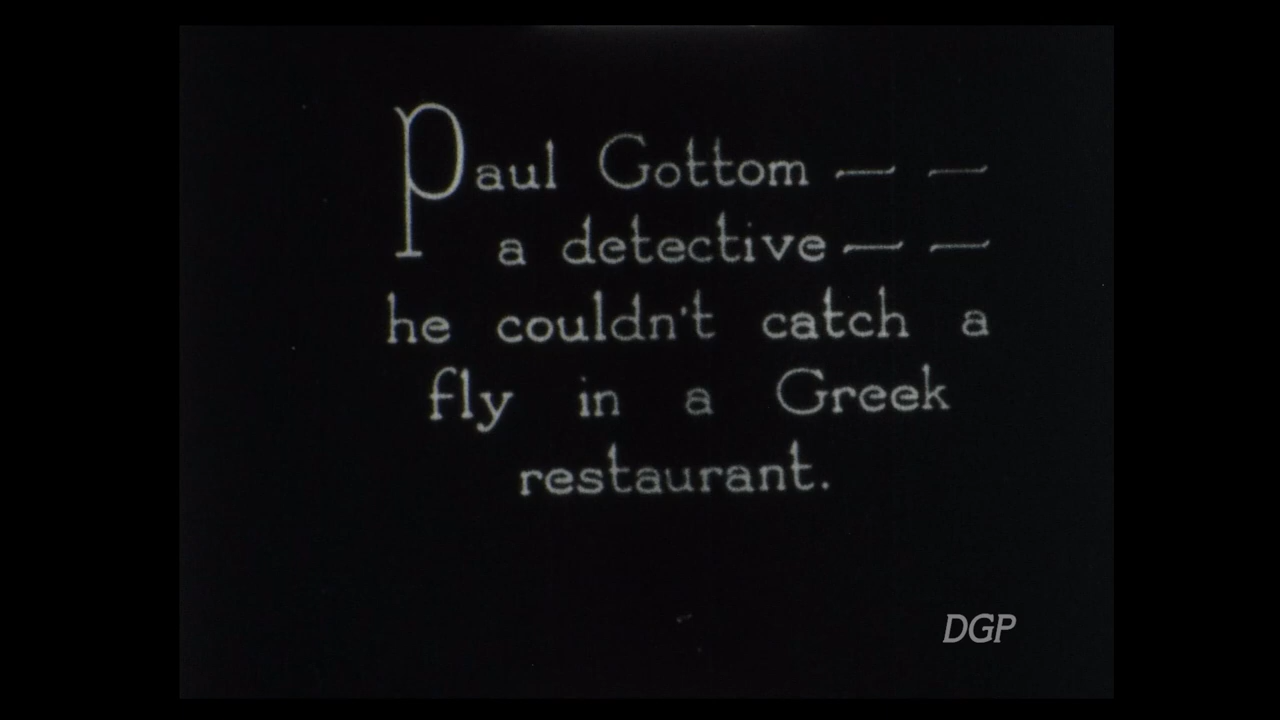 Paul Gottom — —
a detective — —
he couldn't catch a
fly in a Greek
restaurant.
DGP